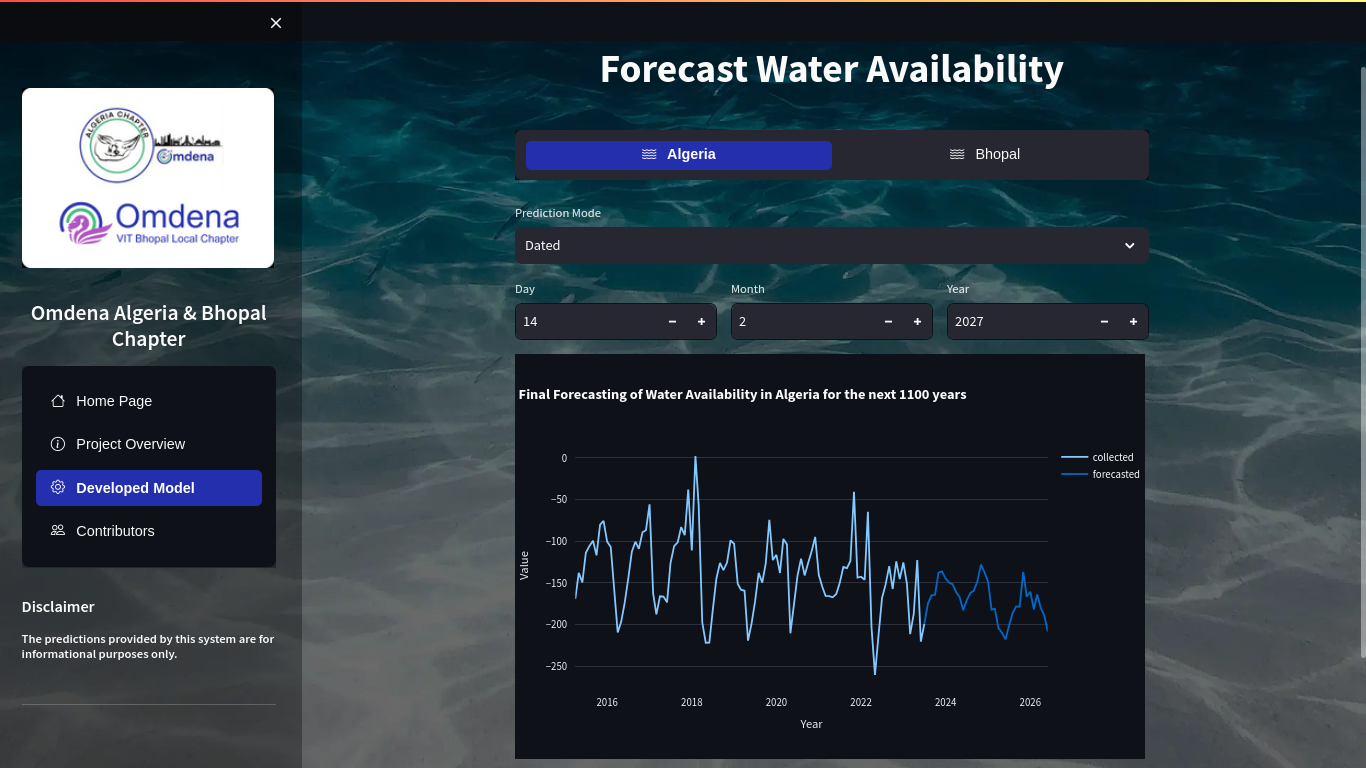 ALGERIA CHAPTER
Omdena
Omdena
VIT Bhopal Local Chapter
Omdena Algeria & Bhopal
Chapter
Home Page
Project Overview
Developed Model
Contributors
Disclaimer
The predictions provided by this system are for
informational purposes only.
Forecast Water Availability
Algeria
Bhopal
Prediction Mode
Dated
Day
Month
Year
14
2
2027
Final Forecasting of Water Availability in Algeria for the next 1100 years
collected
forecasted
Value
0
−50
−100
−150
−200
−250
2016
2018
2020
2022
2024
2026
Year